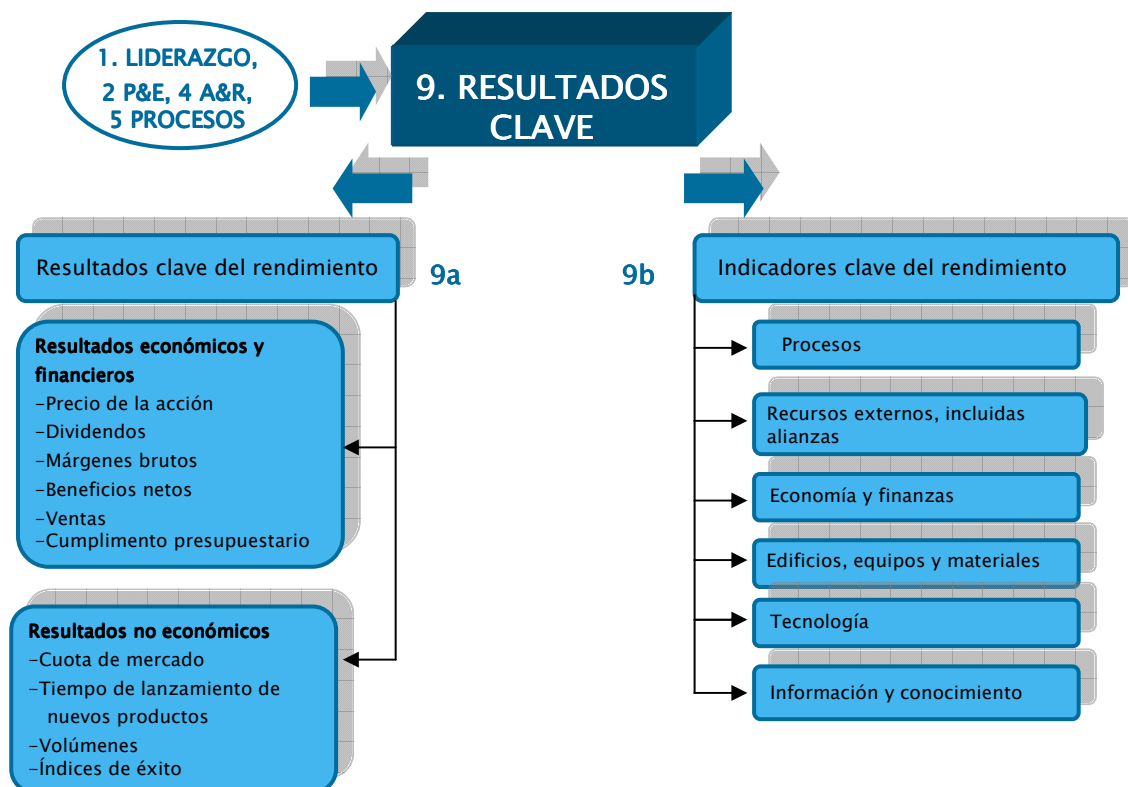 1. LIDERAZGO,
2 P&E, 4 A&R,
5 PROCESOS
9. RESULTADOS
CLAVE
Resultados clave del rendimiento
9a
Resultados económicos y
financieros
-Precio de la acción
-Dividendos
-Márgenes brutos
-Beneficios netos
-Ventas
-Cumplimento presupuestario
Resultados no económicos
-Cuota de mercado
-Tiempo de lanzamiento de
nuevos productos
-Volúmenes
-Índices de éxito
9b
Indicadores clave del rendimiento
Procesos
Recursos externos, incluidas
alianzas
Economía y finanzas
Edificios, equipos y materiales
Tecnología
Información y conocimiento